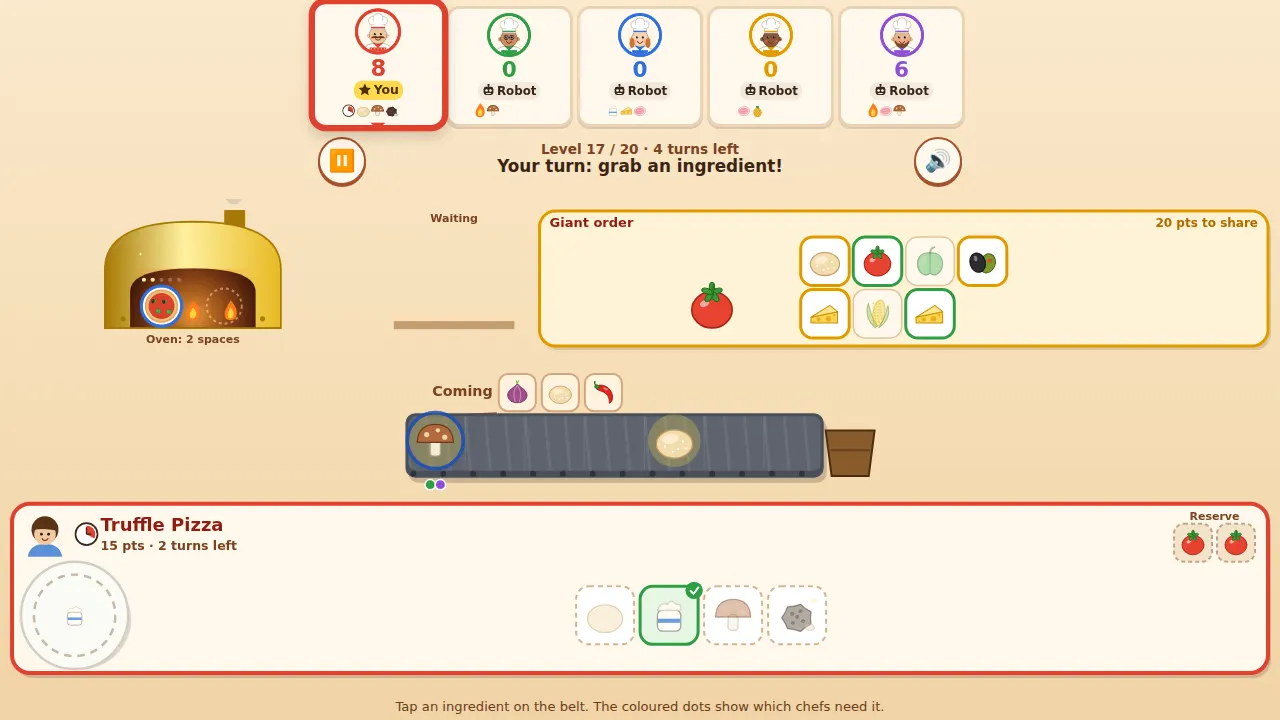 8
You
0
Robot
0
Robot
0
Robot
6
Robot
Level 17 / 20 · 4 turns left
Your turn: grab an ingredient!
Oven: 2 spaces
Waiting
Giant order
20 pts to share
Coming
Truffle Pizza
15 pts · 2 turns left
Reserve
Tap an ingredient on the belt. The coloured dots show which chefs need it.